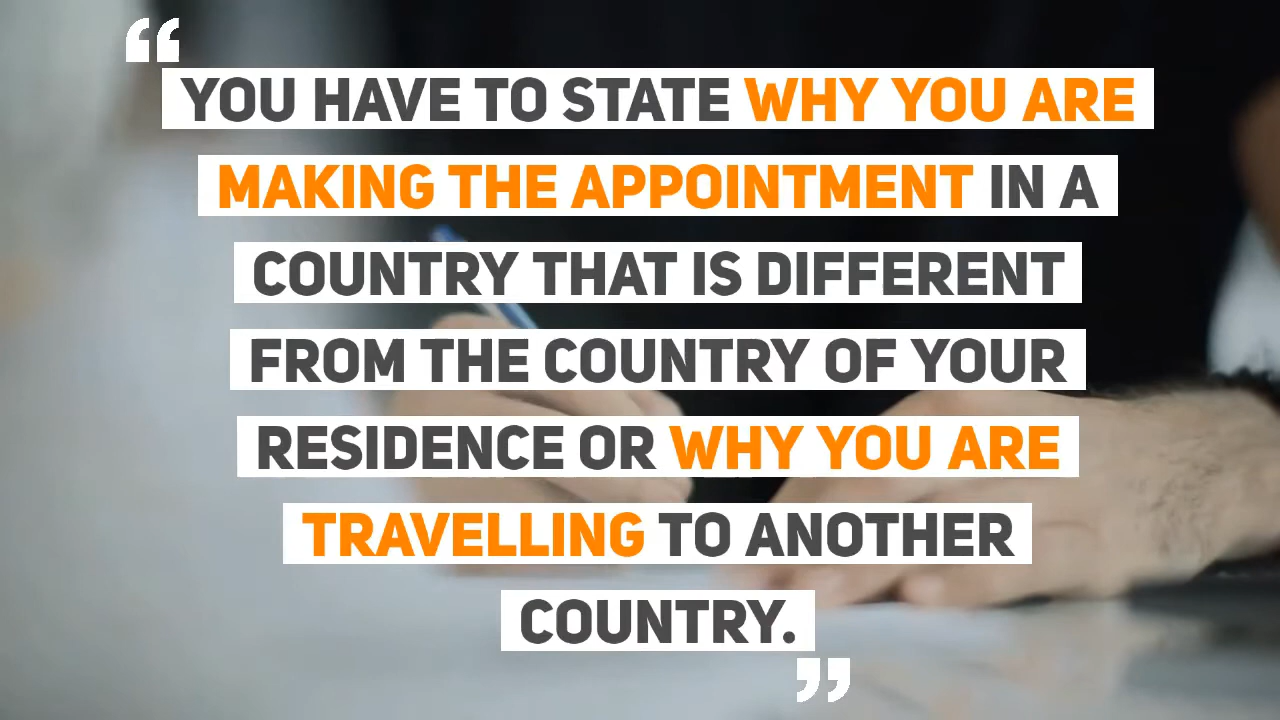 “
YOU HAVE TO STATE WHY YOU ARE
MAKING THE APPOINTMENT IN A
COUNTRY THAT IS DIFFERENT
FROM THE COUNTRY OF YOUR
RESIDENCE OR WHY YOU ARE
TRAVELLING TO ANOTHER
COUNTRY.
”